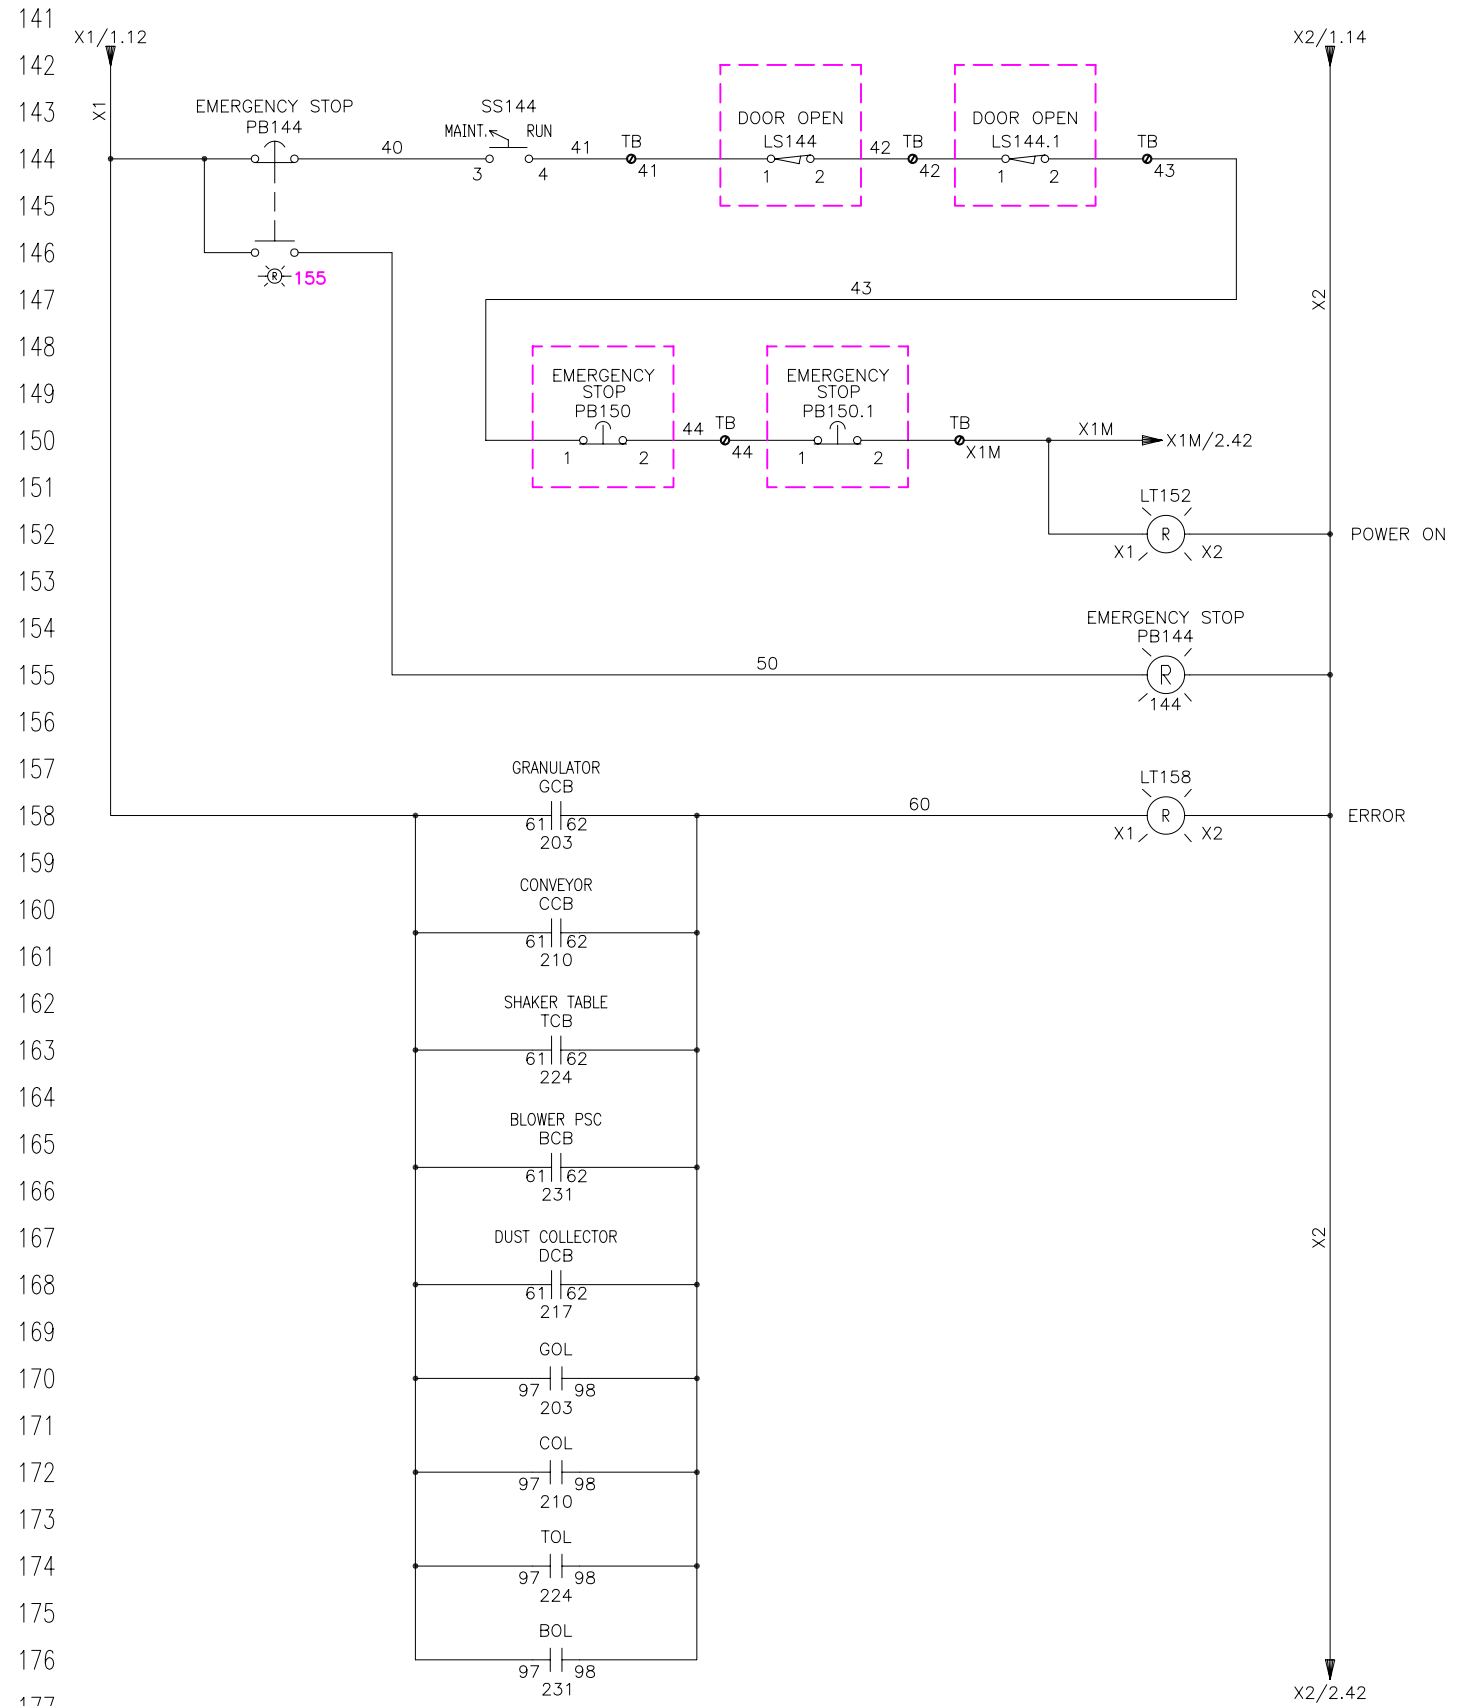 141
X1/1.12
X2/1.14
142
X1
143
EMERGENCY STOP
PB144
SS144
MAINT.
RUN
DOOR OPEN
LS144
DOOR OPEN
LS144.1
144
40
41
TB
42
TB
TB
3
4
41
1
2
42
1
2
43
145
146
R
155
147
43
X2
148
149
EMERGENCY
STOP
PB150
EMERGENCY
STOP
PB150.1
150
44
TB
TB
X1M
X1M/2.42
1
2
44
1
2
X1M
151
LT152
152
R
POWER ON
X1
X2
153
154
EMERGENCY STOP
PB144
155
50
R
144
156
157
GRANULATOR
GCB
LT158
158
60
R
ERROR
61
62
X1
X2
203
159
160
CONVEYOR
CCB
61
62
161
210
162
SHAKER TABLE
TCB
163
61
62
224
164
165
BLOWER PSC
BCB
61
62
166
231
167
DUST COLLECTOR
DCB
X2
168
61
62
217
169
GOL
170
97
98
203
171
COL
172
97
98
210
173
TOL
174
97
98
224
175
BOL
176
97
98
231
X2/2.42
177